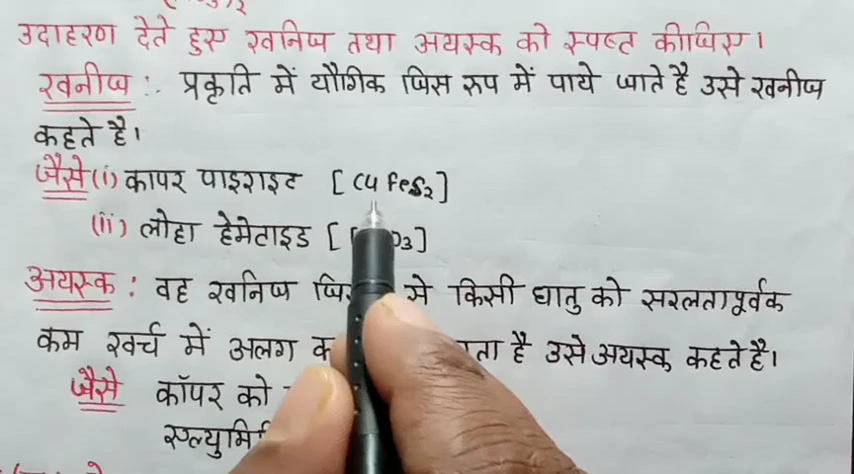 उदाहरण देते हुए खनिज तथा अयस्क को स्पष्ट कीजिए।
खनीज :- प्रकृति में यौगिक जिस रूप में पाये जाते है उसे खनीज
कहते है।
जैसे (i) कापर पाइराइट [CuFeS₂]
(ii) लोहा हेमेटाइड [ O₃]
अयस्क : वह खनिज से किसी धातु को सरलतापूर्वक
कम खर्च में अलग है उसे अयस्क कहते है।
जैसे कॉपर को